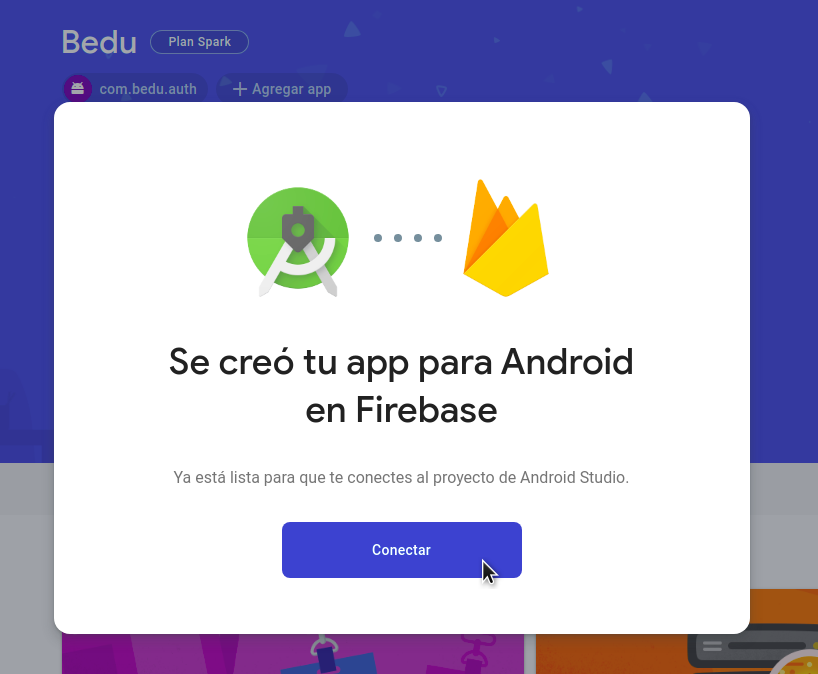 Bedu
Plan Spark
com.bedu.auth
Agregar app
Se creó tu app para Android
en Firebase
Ya está lista para que te conectes al proyecto de Android Studio.
Conectar